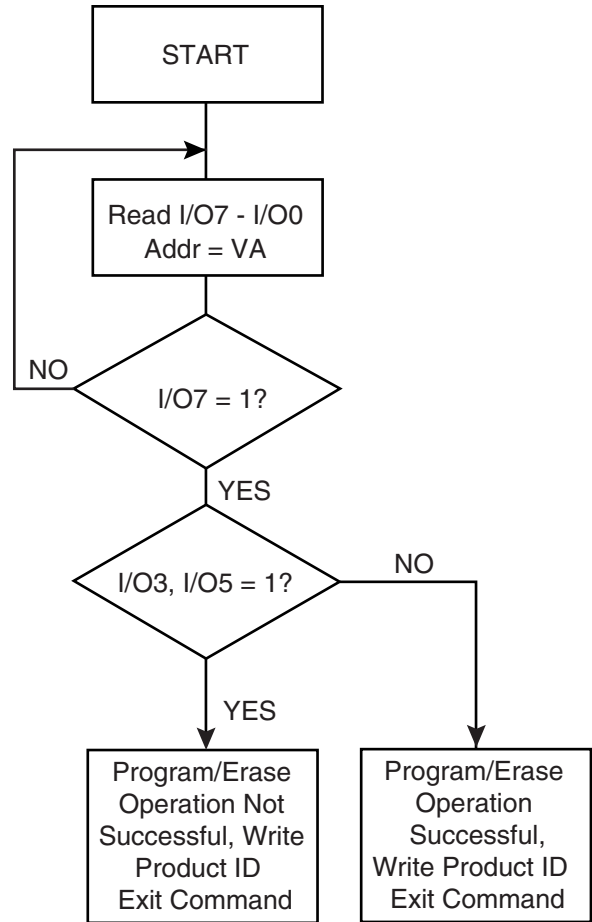 START
Read I/O7 - I/O0
Addr = VA
NO
I/O7 = 1?
YES
I/O3, I/O5 = 1?
NO
YES
Program/Erase
Operation Not
Successful, Write
Product ID
Exit Command
Program/Erase
Operation
Successful,
Write Product ID
Exit Command